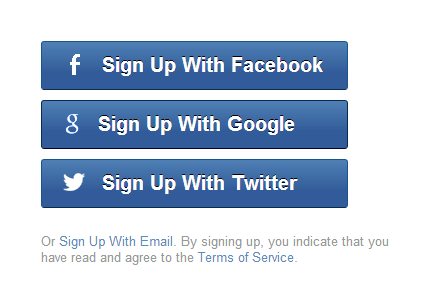 Sign Up With Facebook
Sign Up With Google
Sign Up With Twitter
Or Sign Up With Email. By signing up, you indicate that you
have read and agree to the Terms of Service.